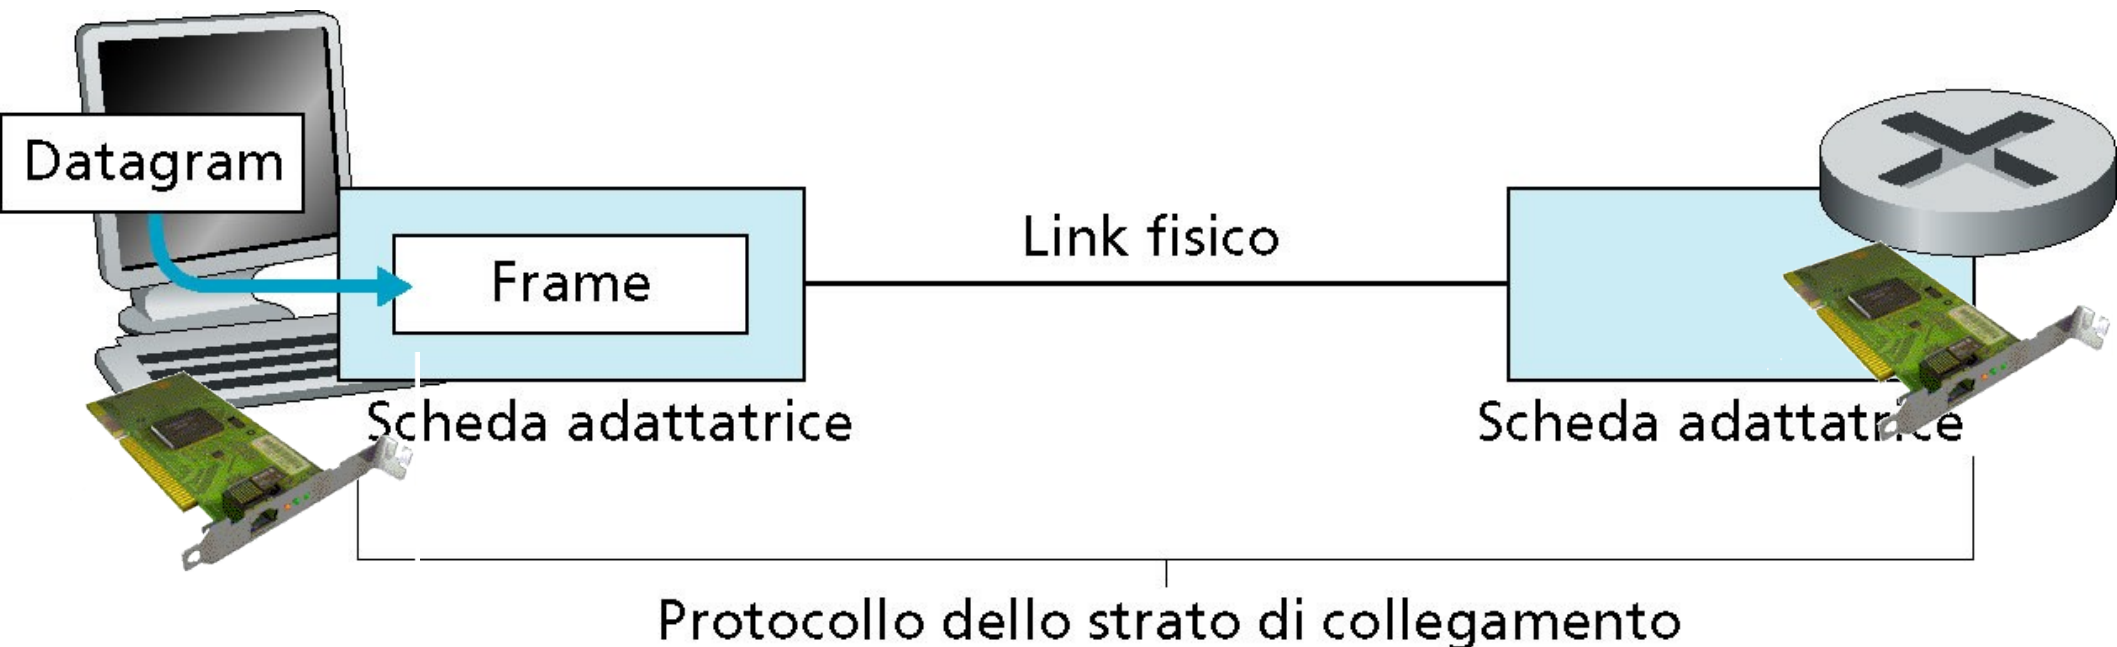 Datagram
Frame
Link fisico
Scheda adattatrice
Scheda adattatrice
Protocollo dello strato di collegamento